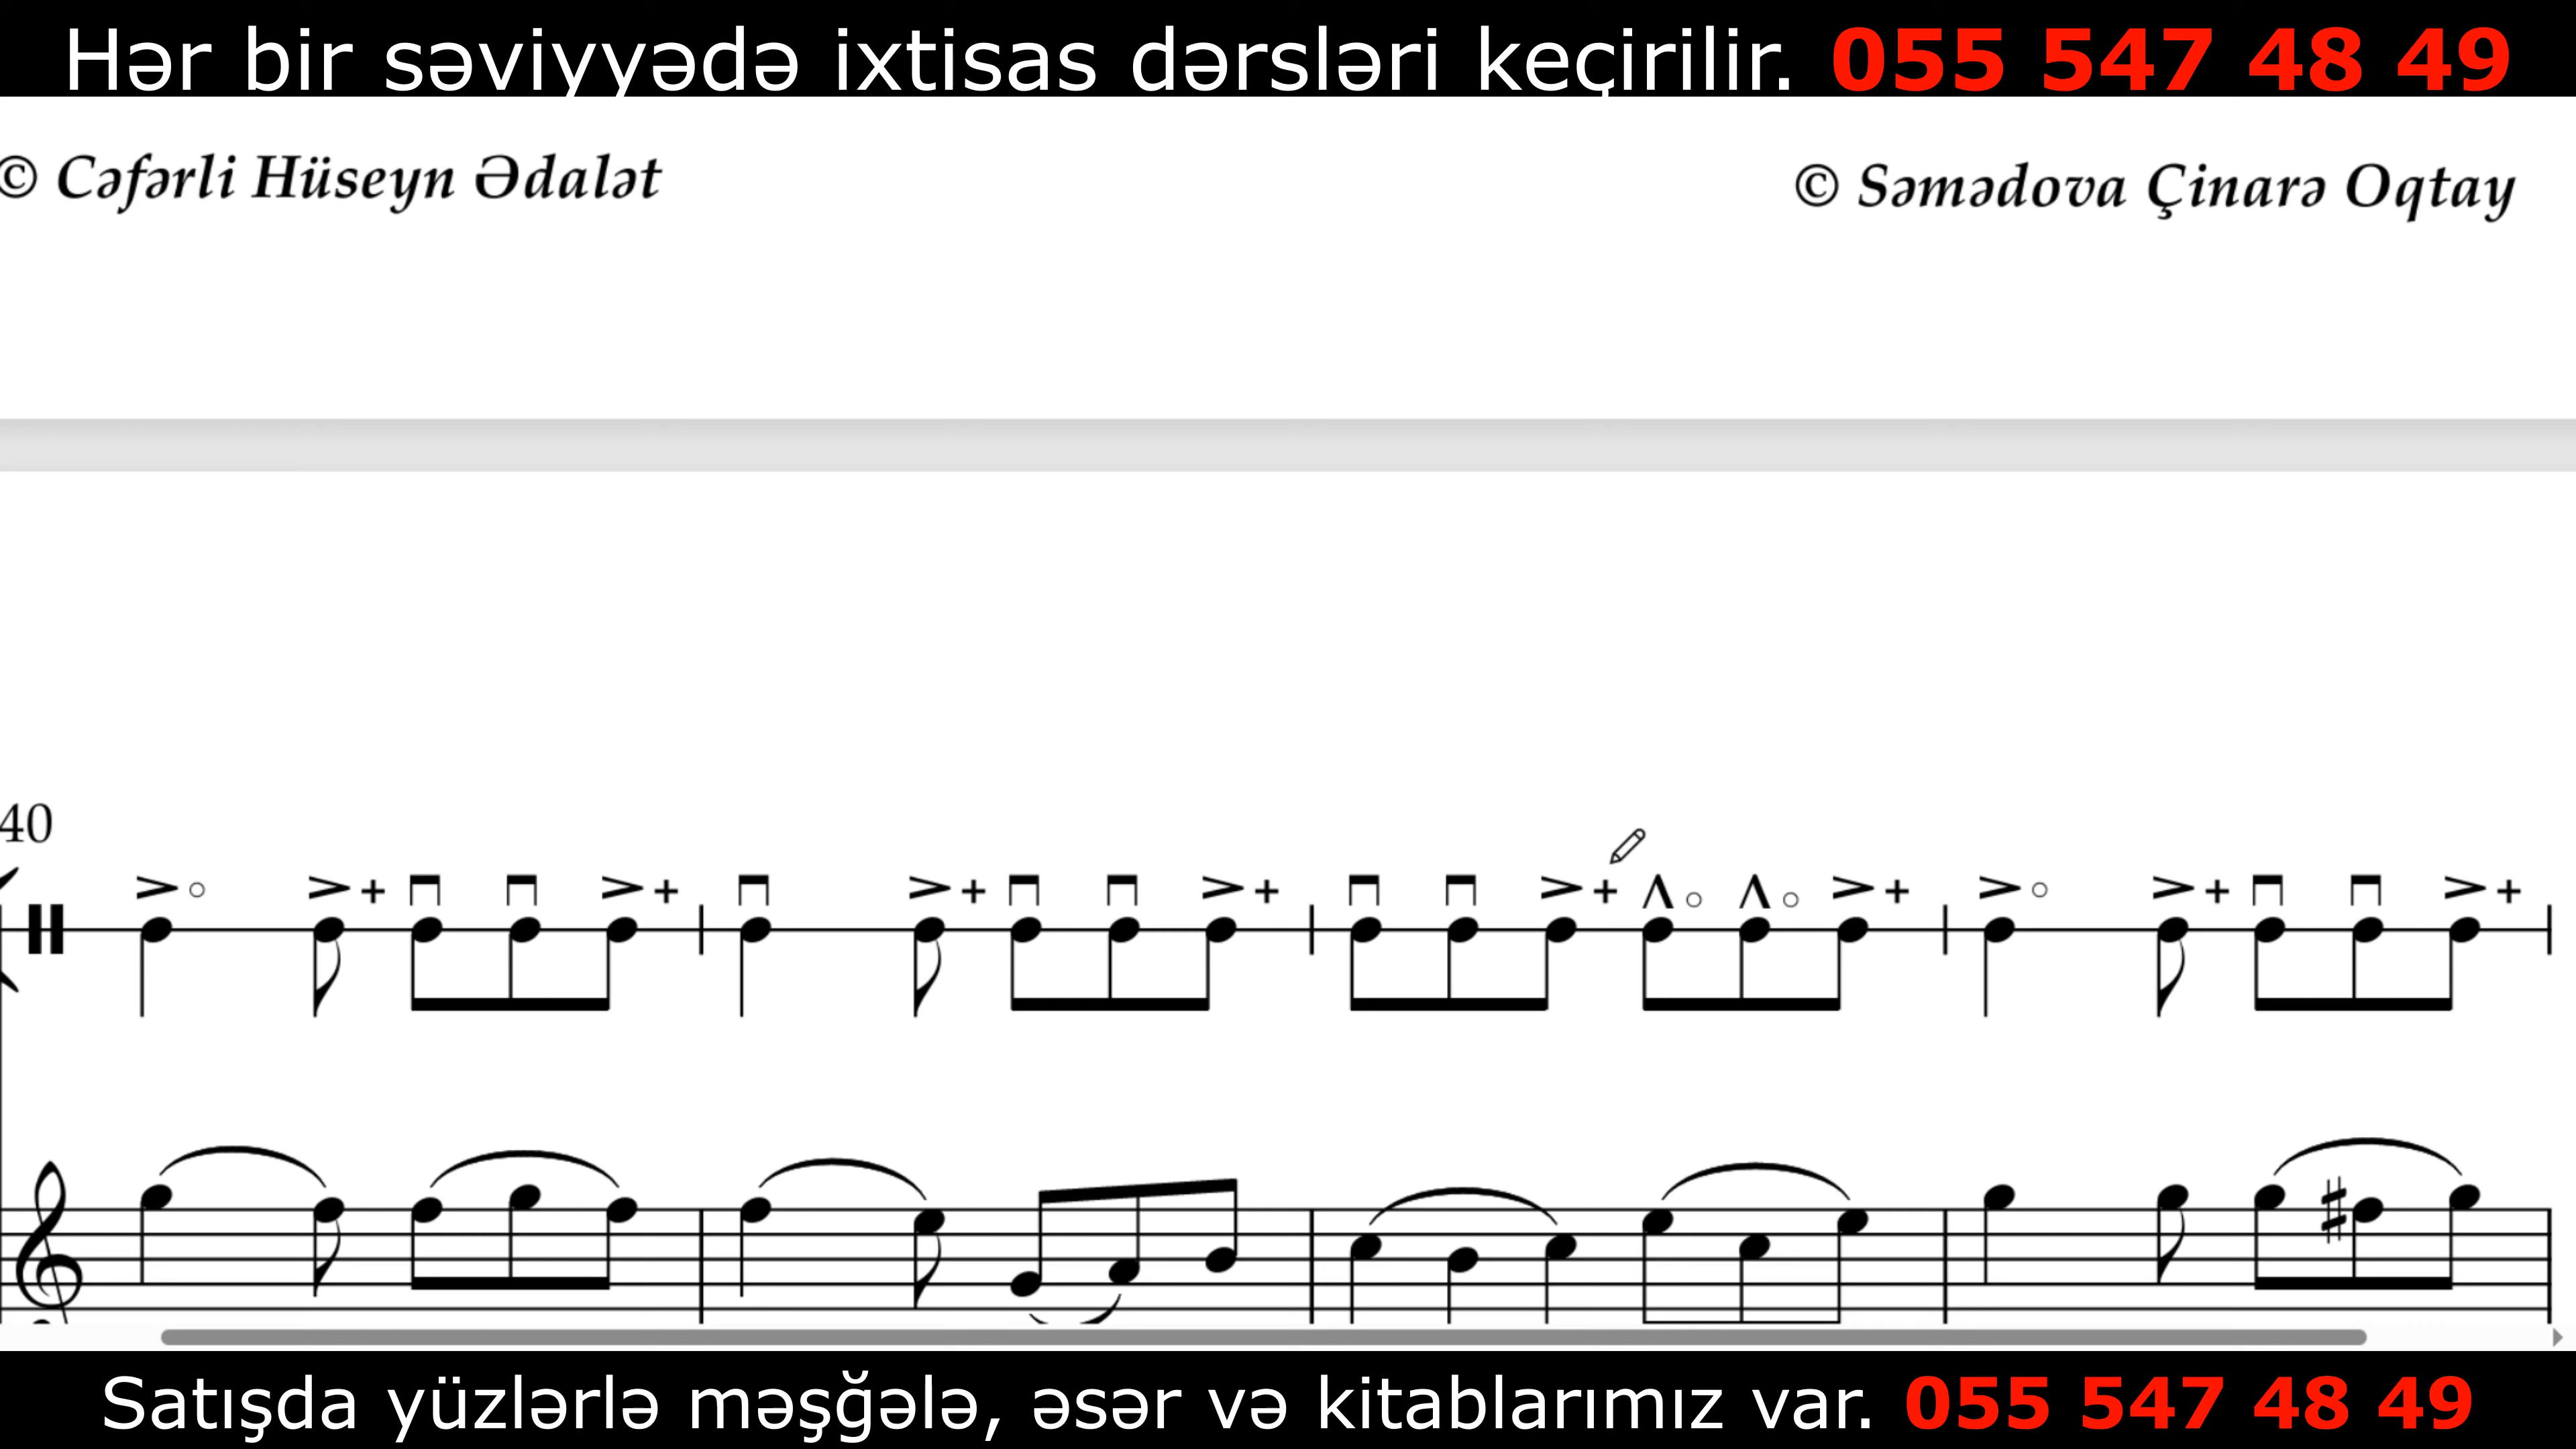 Hər bir səviyyədə ixtisas dərsləri keçirilir. 055 547 48 49
© Cəfərli Hüseyn Ədalət
© Səmədova Çinarə Oqtay
40
Satışda yüzlərlə məşğələ, əsər və kitablarımız var. 055 547 48 49